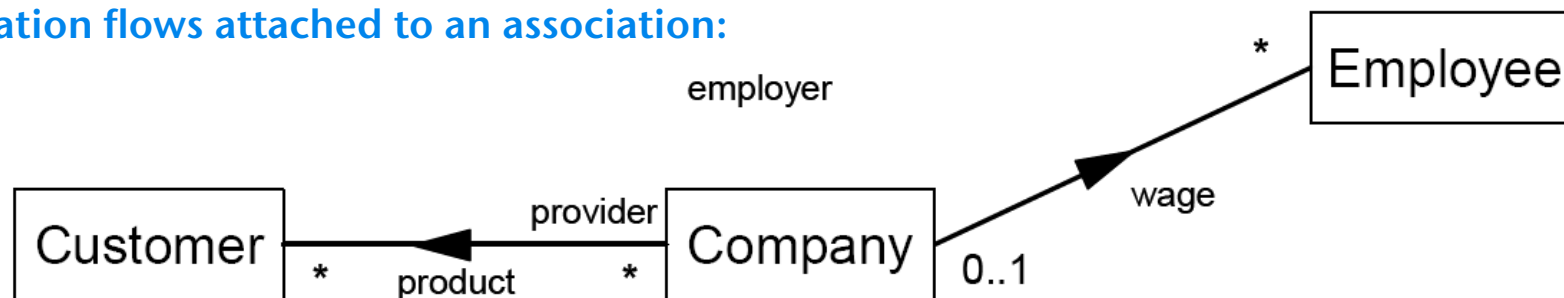 ation flows attached to an association:
*
Employee
employer
wage
provider
Customer
Company
*
product
*
0..1